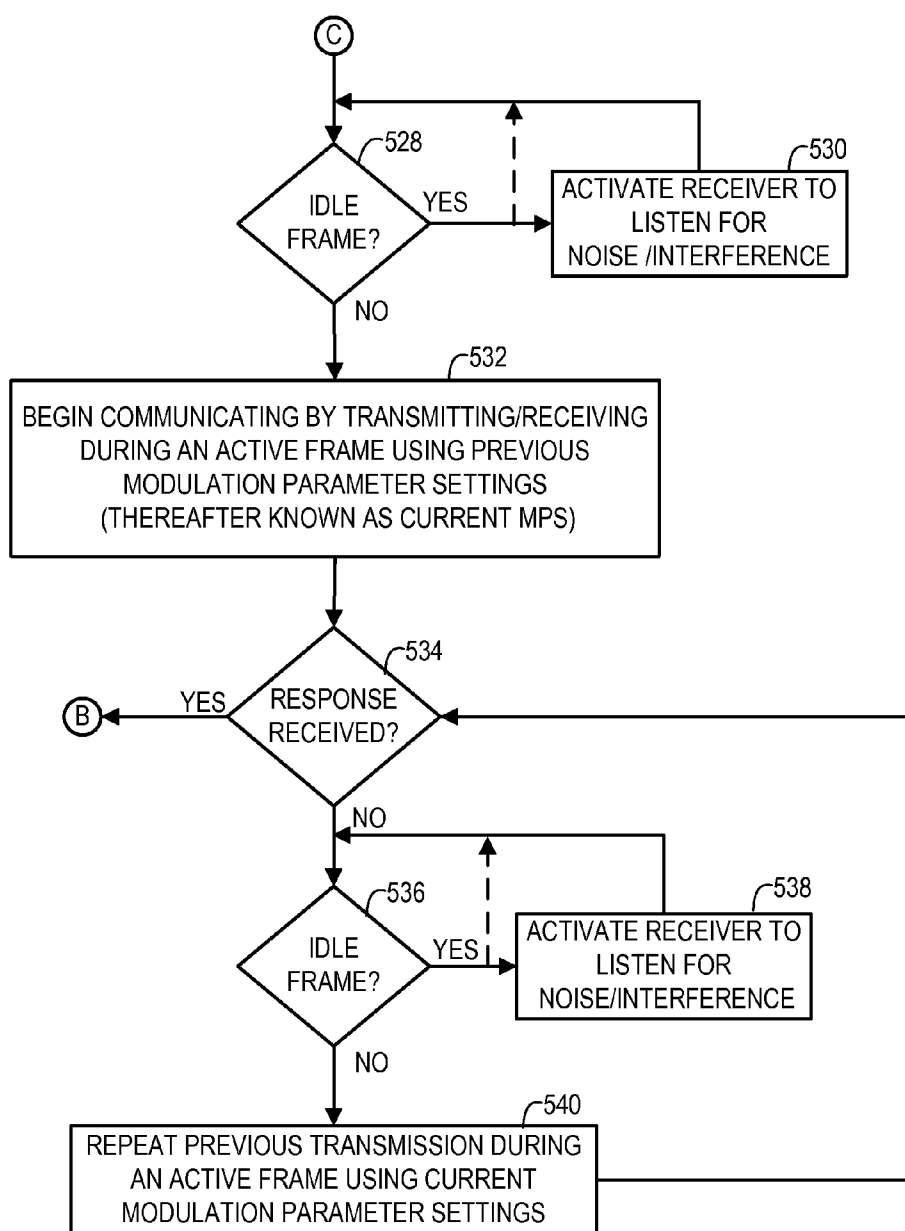 C
528
IDLE
FRAME?
YES
530
ACTIVATE RECEIVER TO
LISTEN FOR
NOISE /INTERFERENCE
NO
532
BEGIN COMMUNICATING BY TRANSMITTING/RECEIVING
DURING AN ACTIVE FRAME USING PREVIOUS
MODULATION PARAMETER SETTINGS
(THEREAFTER KNOWN AS CURRENT MPS)
534
B
YES
RESPONSE
RECEIVED?
NO
536
IDLE
FRAME?
YES
538
ACTIVATE RECEIVER TO
LISTEN FOR
NOISE/INTERFERENCE
NO
540
REPEAT PREVIOUS TRANSMISSION DURING
AN ACTIVE FRAME USING CURRENT
MODULATION PARAMETER SETTINGS